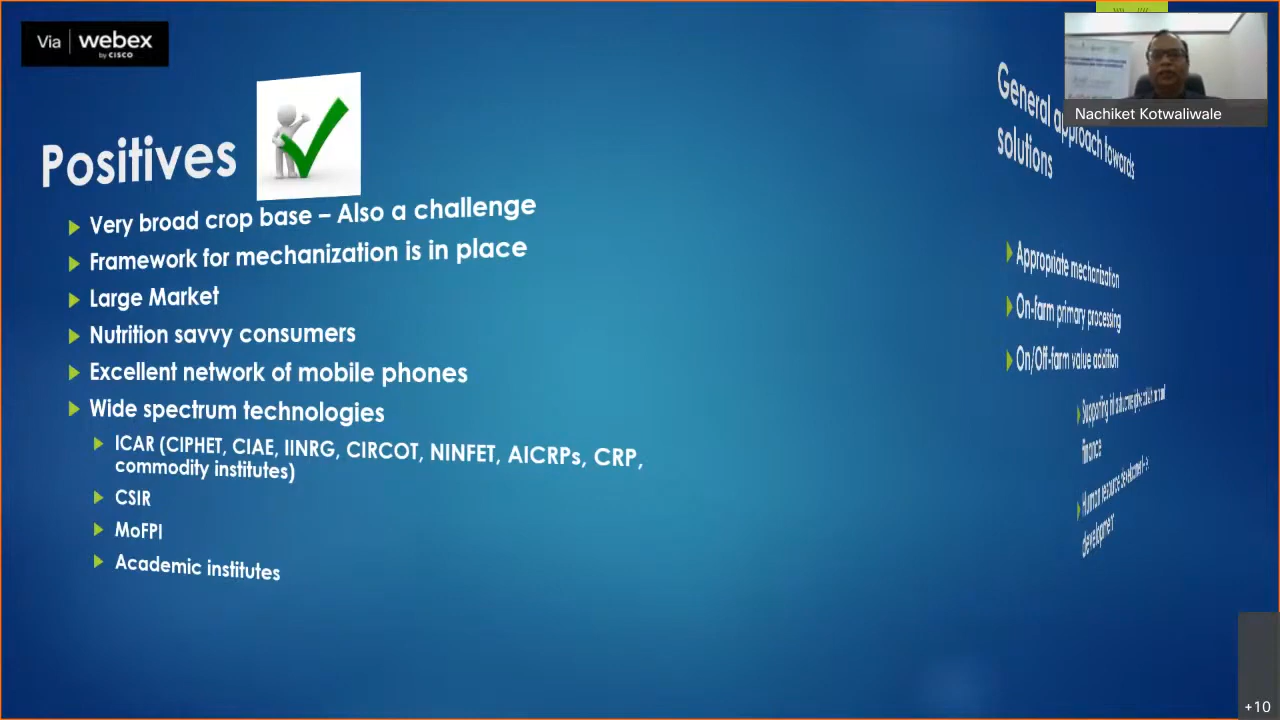 Via webex
by CISCO
Nachiket Kotwaliwale
Positives
Very broad crop base – Also a challenge
Framework for mechanization is in place
Large Market
Nutrition savvy consumers
Excellent network of mobile phones
Wide spectrum technologies
ICAR (CIPHET, CIAE, IINRG, CIRCOT, NINFET, AICRPs, CRP,
commodity institutes)
CSIR
MoFPI
Academic institutes
General approach towards
solutions
Appropriate mechanization
On-farm primary processing
On/Off-farm value addition
Supporting
finance
Human resource
+10